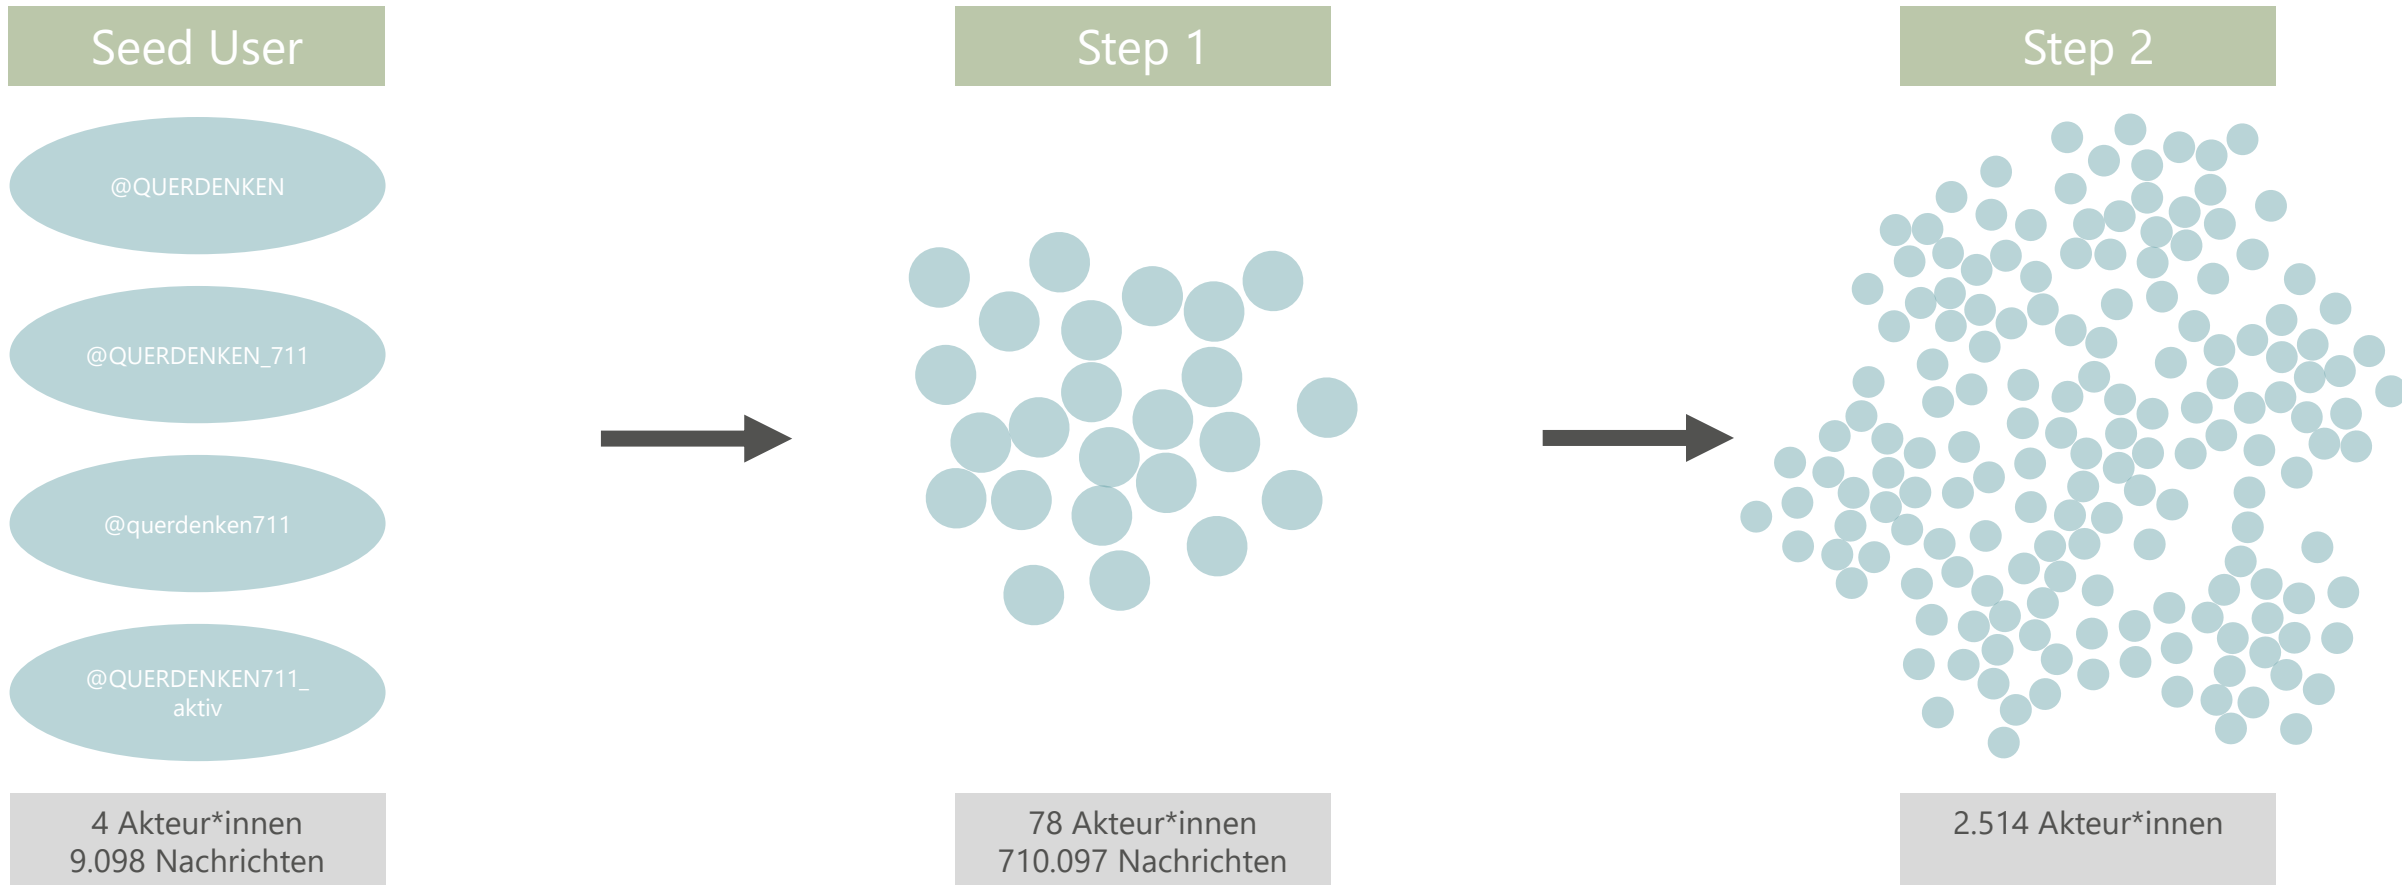 Seed User
Step 1
Step 2
@QUERDENKEN
@QUERDENKEN_711
@querdenken711
@QUERDENKEN711_
aktiv
4 Akteur*innen
9.098 Nachrichten
78 Akteur*innen
710.097 Nachrichten
2.514 Akteur*innen